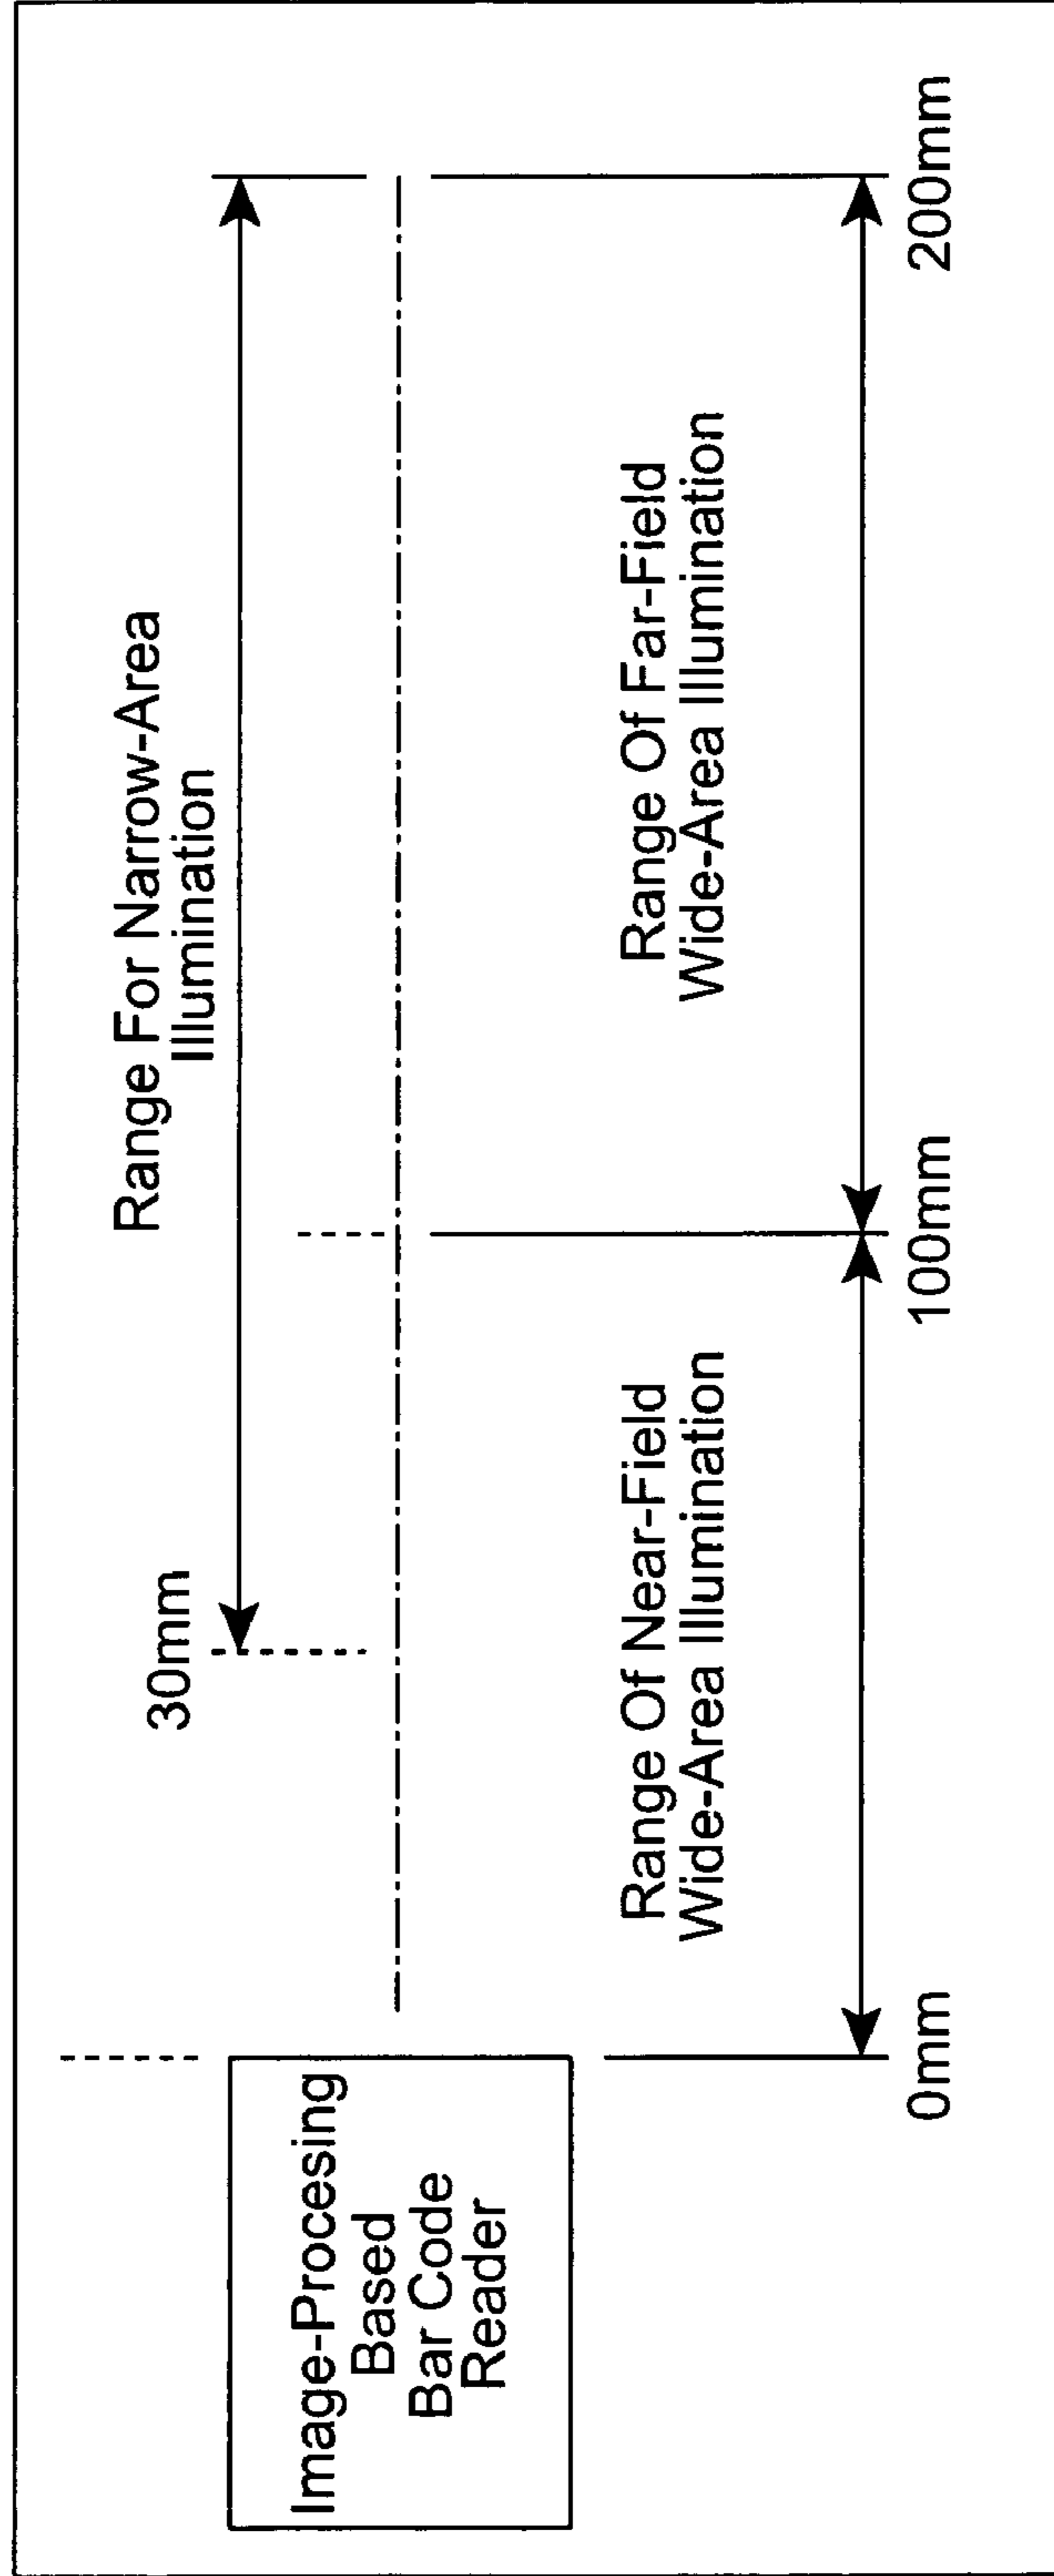 Range For Narrow-Area
Illumination
30mm
Image-Procesing
Based
Bar Code
Reader
Range Of Near-Field
Wide-Area Illumination
Range Of Far-Field
Wide-Area Illumination
0mm
100mm
200mm